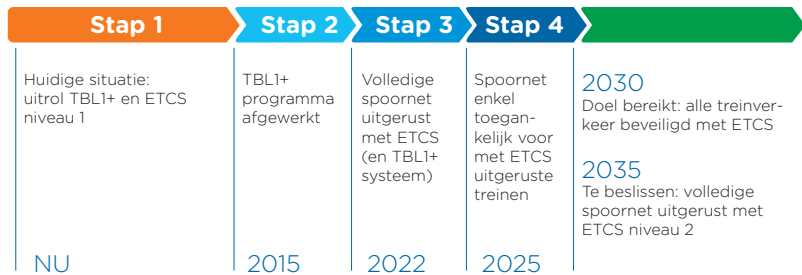 Stap 1
Stap 2
Stap 3
Stap 4
Huidige situatie:
uitrol TBL1+ en ETCS
niveau 1
NU
TBL1+
programma
afgewerkt
2015
Volledige
spoornet
uitgerust
met ETCS
(en TBL1+
systeem)
2022
Spoornet
enkel
toegan-
kelijk voor
met ETCS
uitgeruste
treinen
2025
2030
Doel bereikt: alle treinver-
keer beveiligd met ETCS
2035
Te beslissen: volledige
spoornet uitgerust met
ETCS niveau 2